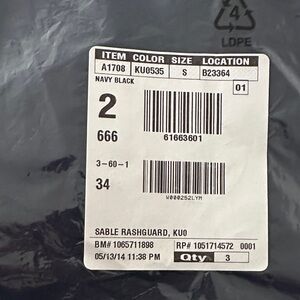 4
LDPE
ITEM COLOR SIZE LOCATION
A1708 KU0535 S B23364
NAVY BLACK
01
2
666
61663601
3-60-1
34
W000252LYM
SABLE RASHGUARD, KU0
BM# 1065711898 RP# 1051714572 0001
05/13/14 11:38 PM Qty 3